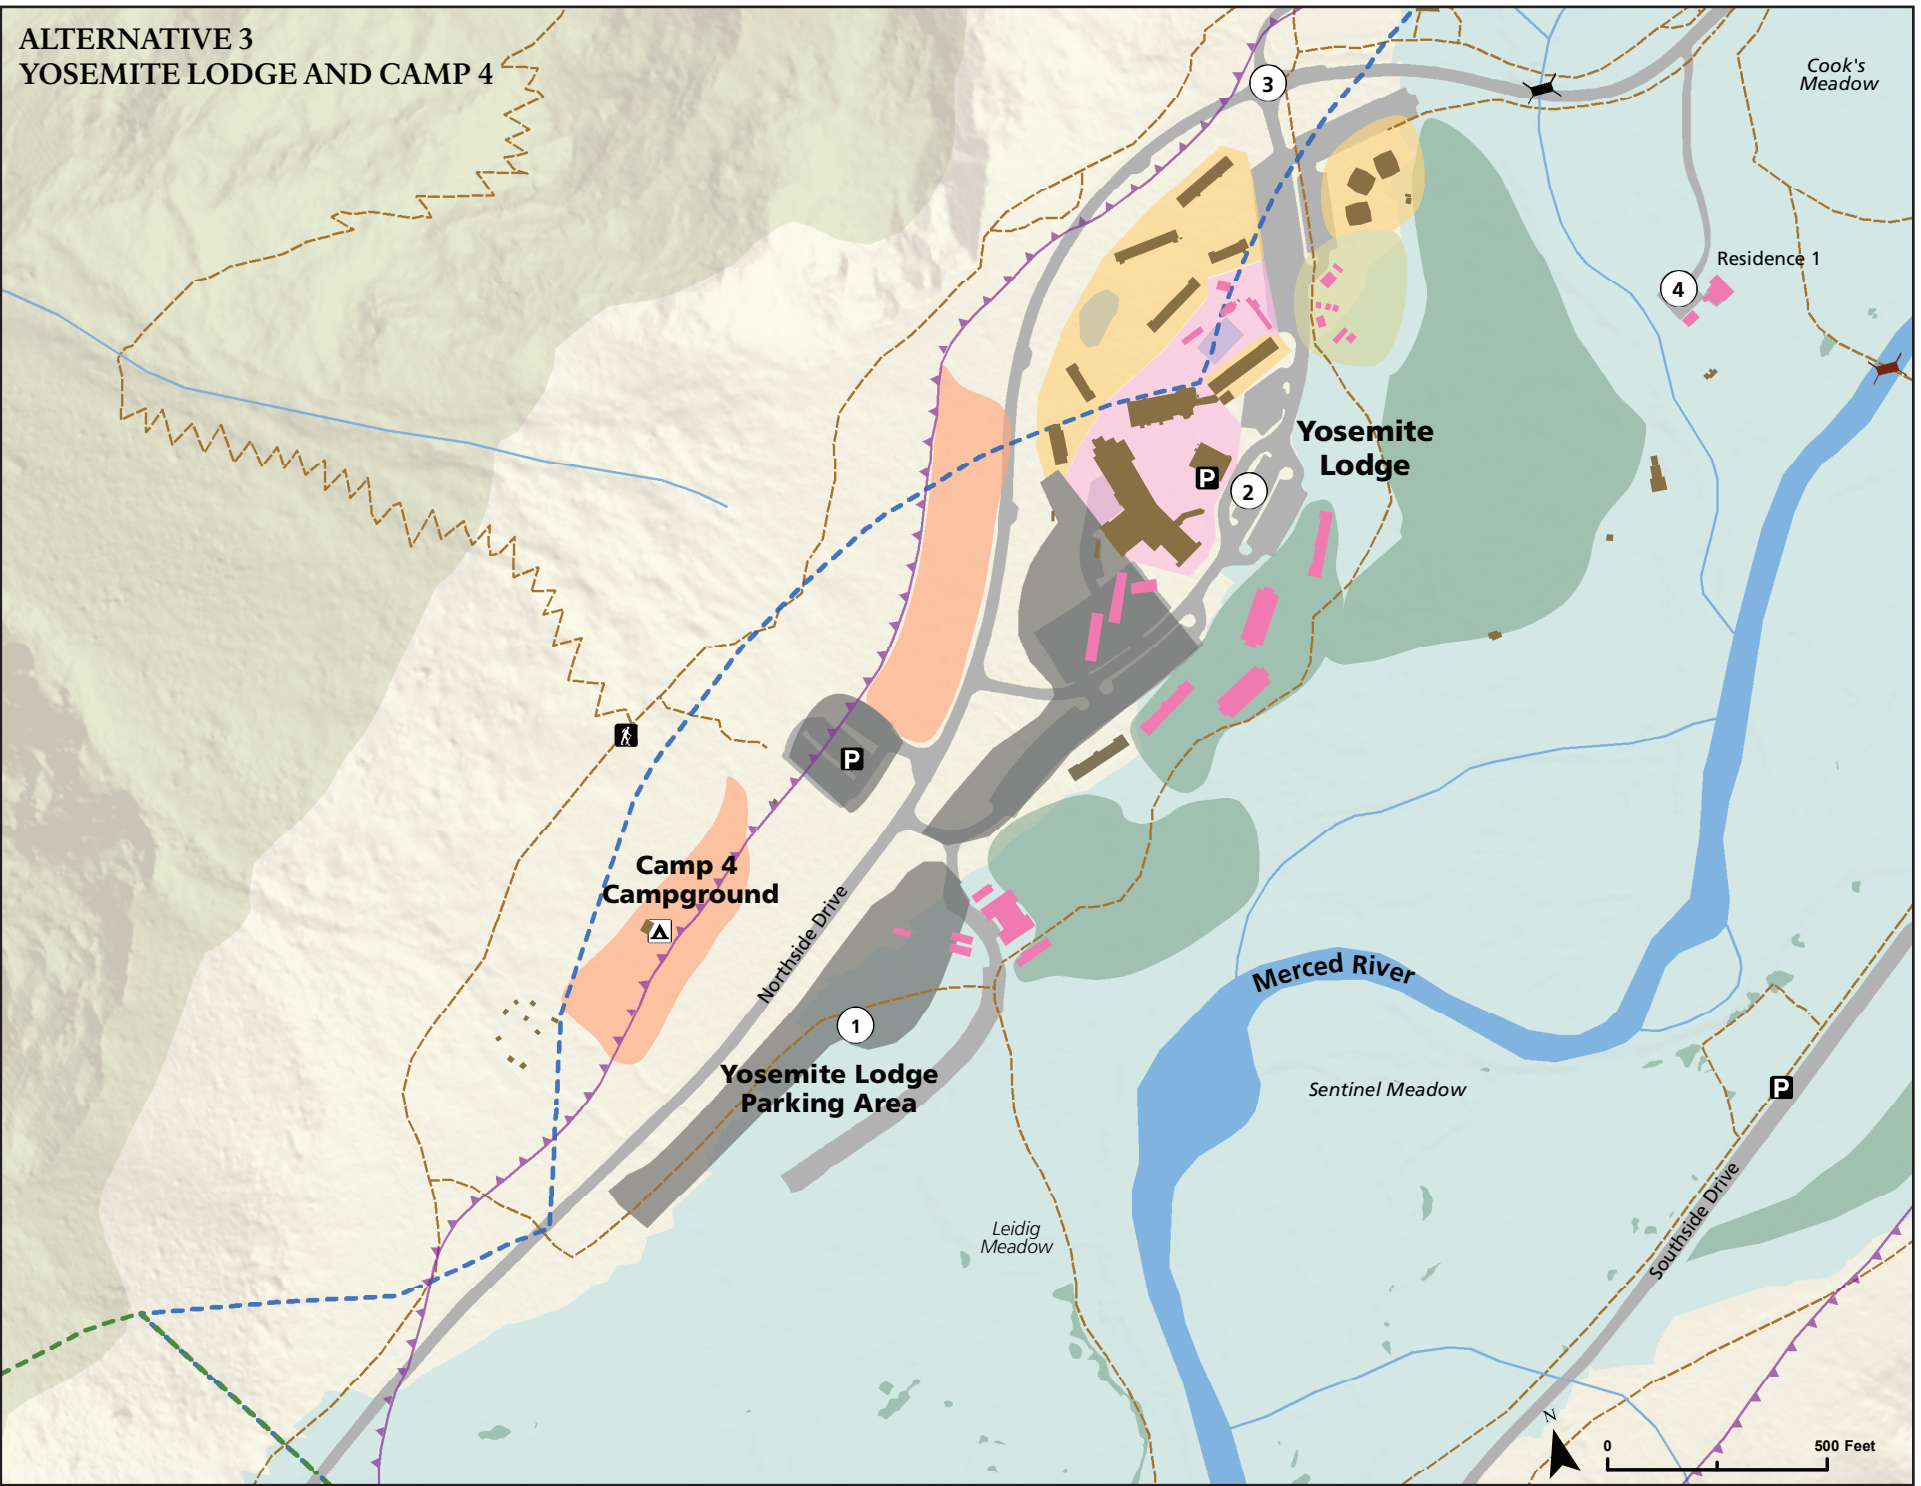 ALTERNATIVE 3
YOSEMITE LODGE AND CAMP 4
Cook's
Meadow
3
Residence 1
4
Yosemite
Lodge
P
2
P
Camp 4
Campground
Northside Drive
Merced River
1
Yosemite Lodge
Parking Area
Sentinel Meadow
P
Leidig
Meadow
Southside Drive
N
0
500 Feet